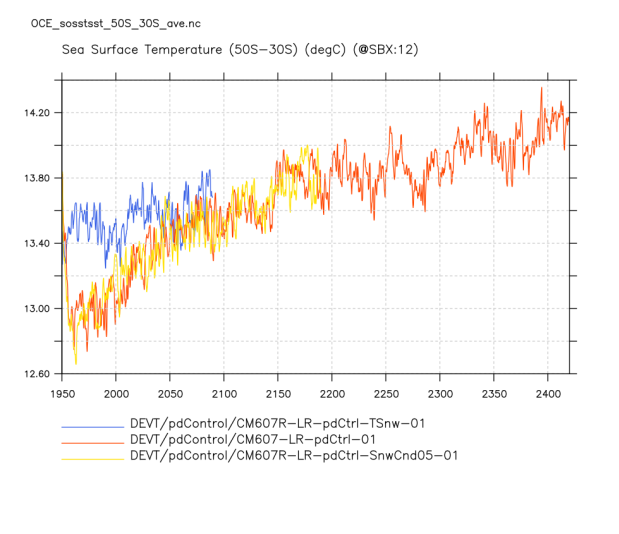 OCE_sosstsst_50S_30S_ave.nc
Sea Surface Temperature (50S-30S) (degC) (@SBX:12)
14.20
13.80
13.40
13.00
12.60
1950 2000 2050 2100 2150 2200 2250 2300 2350 2400
DEVT/pdControl/CM607R-LR-pdCtrl-TSnw-01
DEVT/pdControl/CM607-LR-pdCtrl-01
DEVT/pdControl/CM607R-LR-pdCtrl-SnwCnd05-01